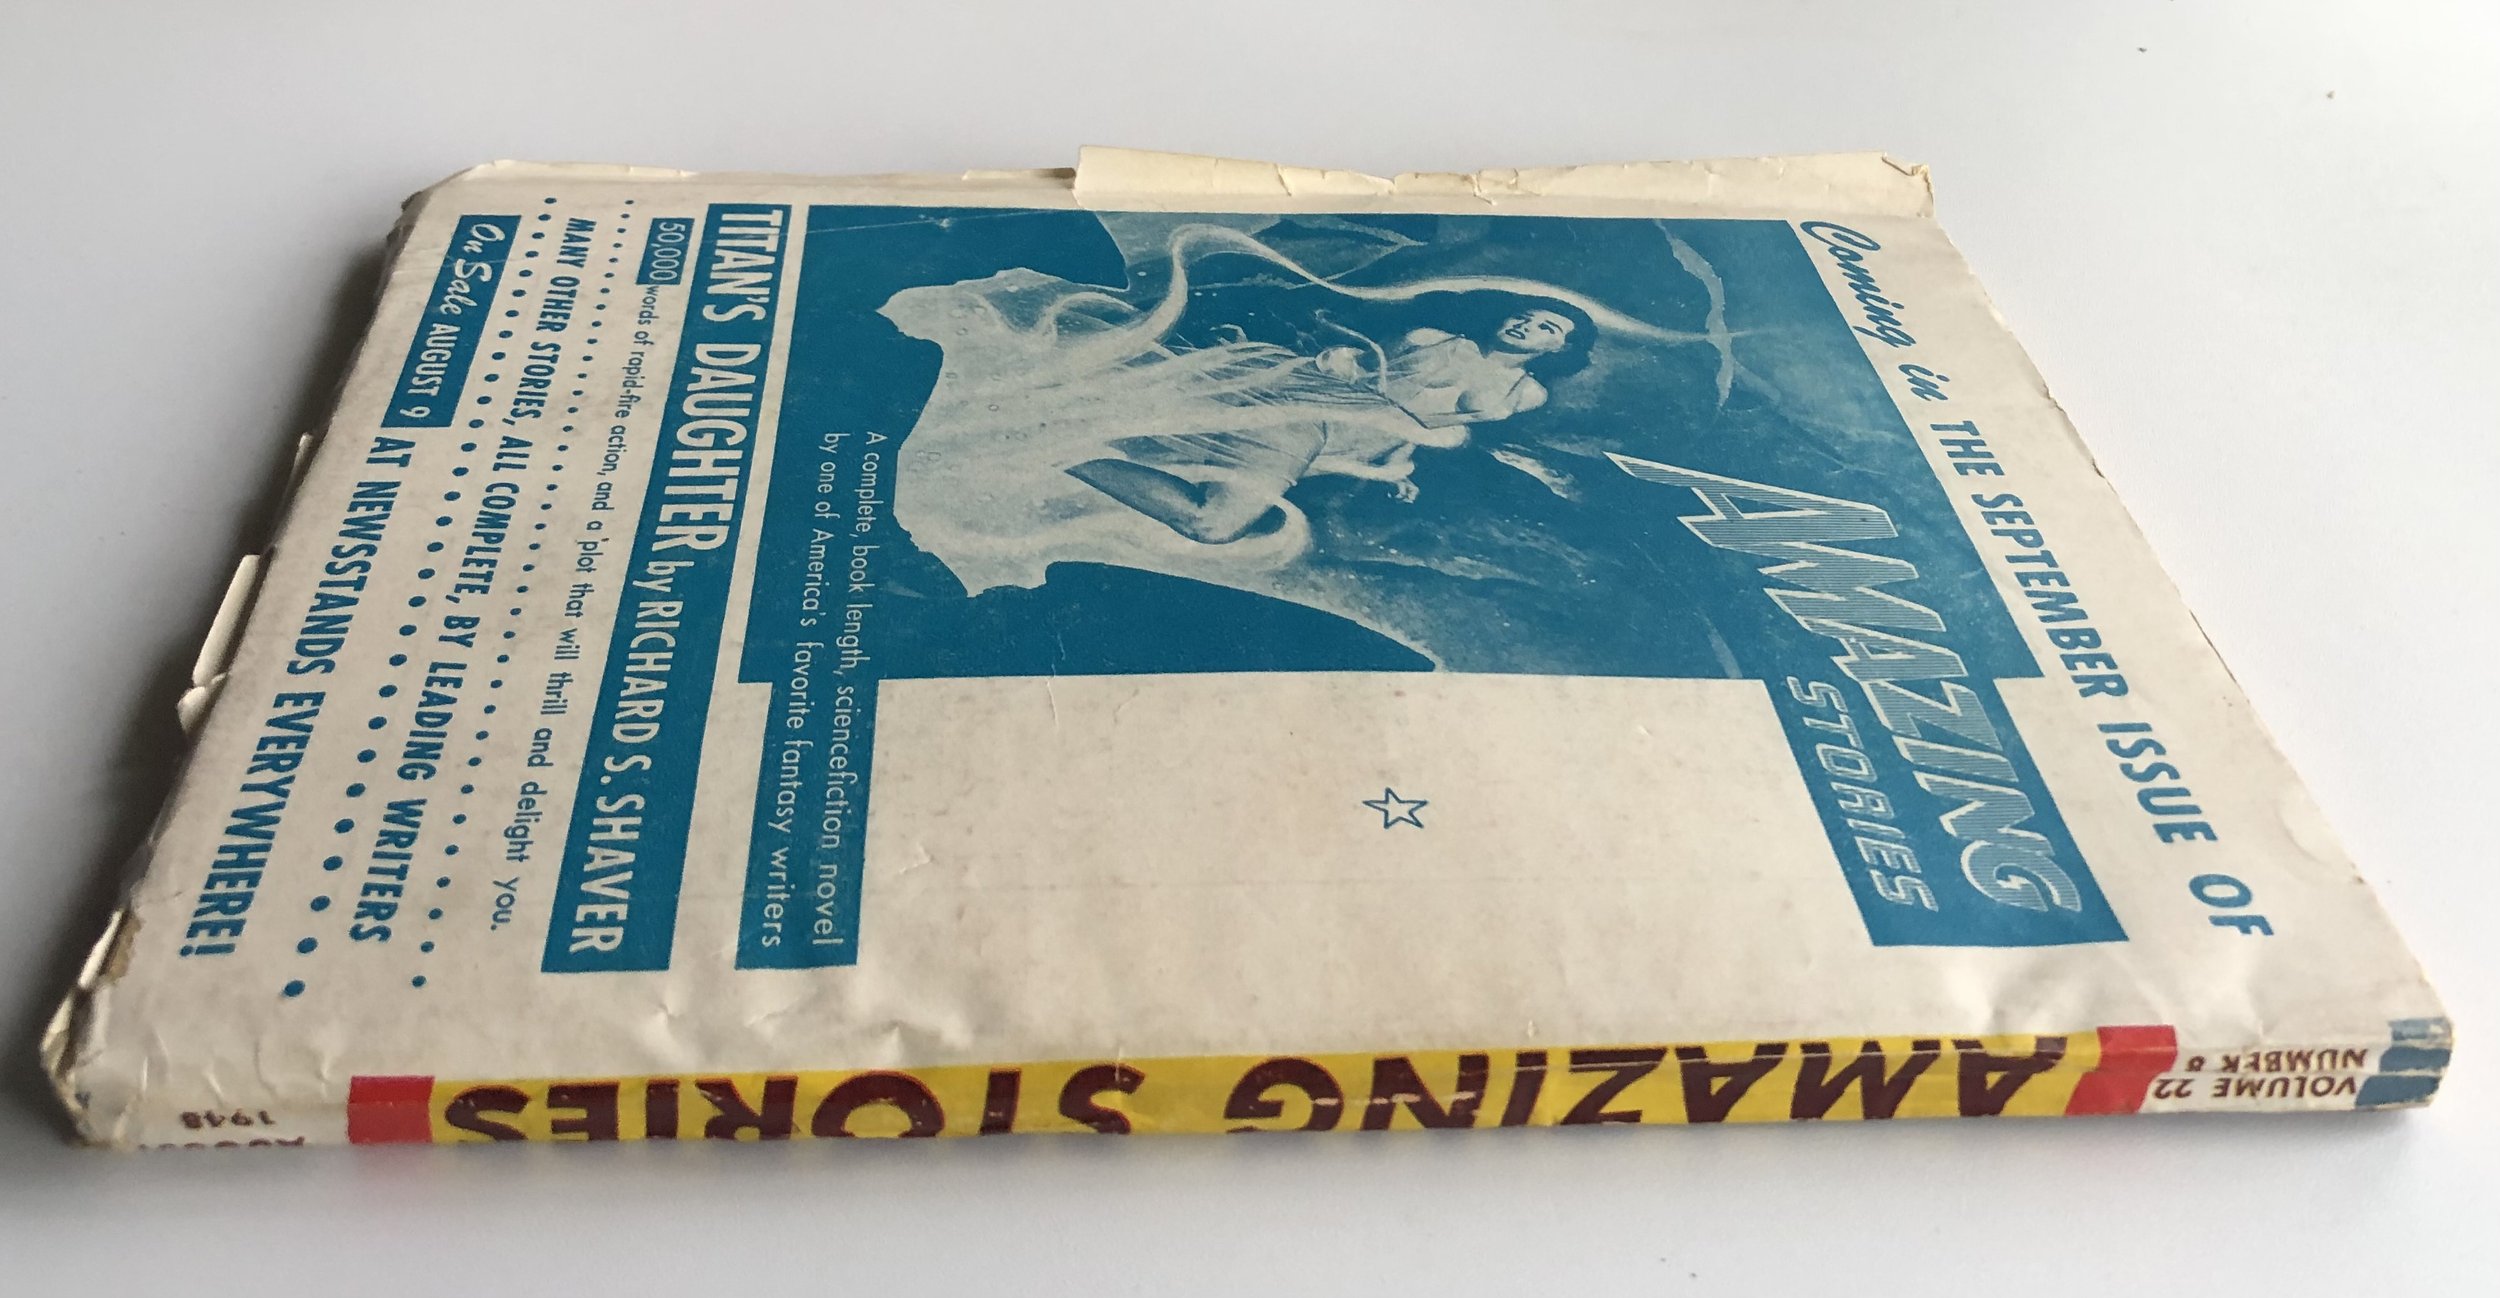 Coming in THE SEPTEMBER ISSUE OF
AMAZING
STORIES
A complete, book length, sciencefiction novel
by one of America's favorite fantasy writers
TITAN'S DAUGHTER by RICHARD S. SHAVER
50,000 words of rapid-fire action, and a plot that will thrill and delight you.
MANY OTHER STORIES, ALL COMPLETE, BY LEADING WRITERS
On Sale AUGUST 9 AT NEWSSTANDS EVERYWHERE!
VOLUME 22
NUMBER 8
AMAZING STORIES
AUGUST
1948